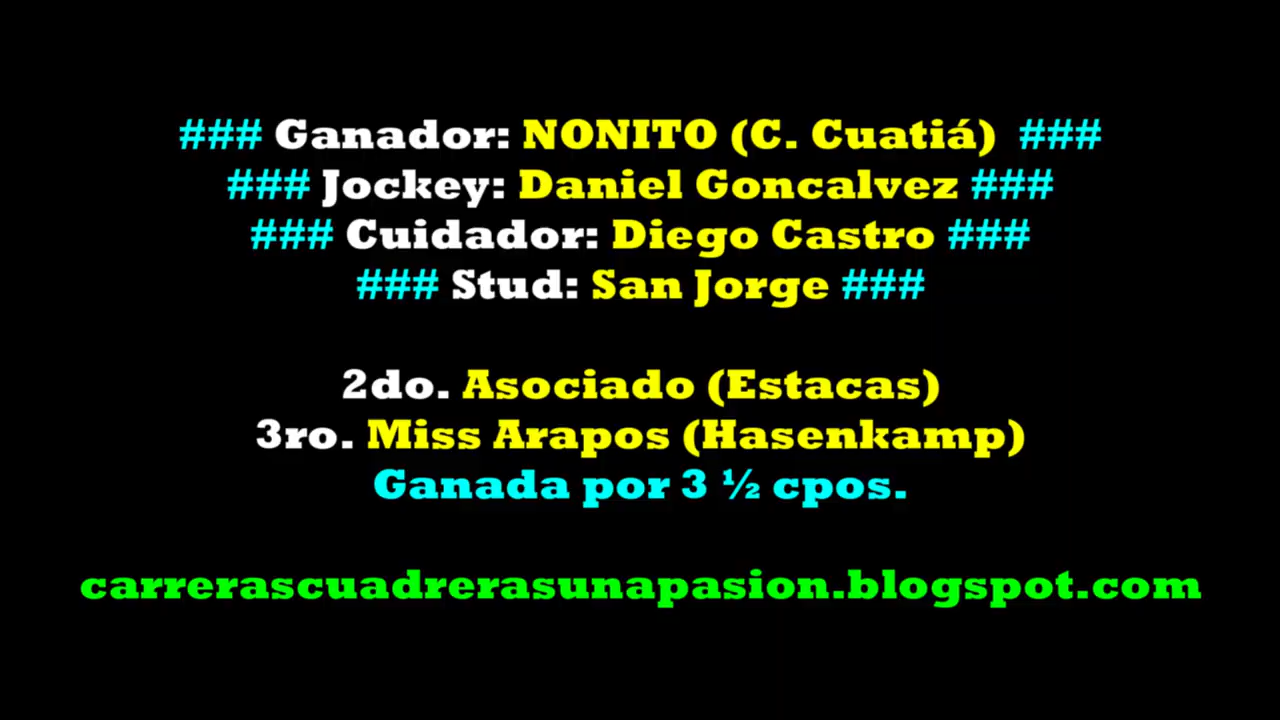 ### Ganador: NONITO (C. Cuatiá) ###
### Jockey: Daniel Goncalvez ###
### Cuidador: Diego Castro ###
### Stud: San Jorge ###
2do. Asociado (Estacas)
3ro. Miss Arapos (Hasenkamp)
Ganada por 3 ½ cpos.
carrerascuadrerasunapasion.blogspot.com